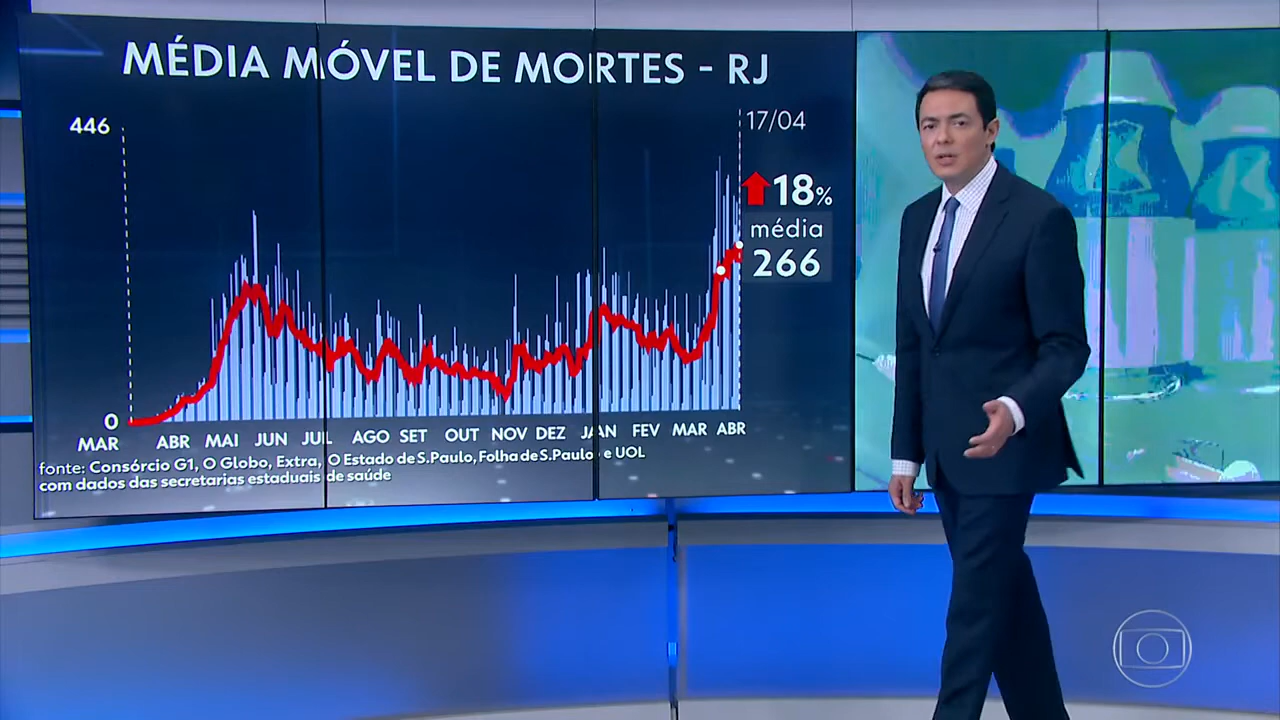 MÉDIA MÓVEL DE MORTES - RJ
446
17/04
18%
média
266
0
MAR ABR MAI JUN JUL AGO SET OUT NOV DEZ JAN FEV MAR ABR
fonte: Consórcio G1, O Globo, Extra, O Estado de S.Paulo, Folha de S.Paulo e UOL
com dados das secretarias estaduais de saúde